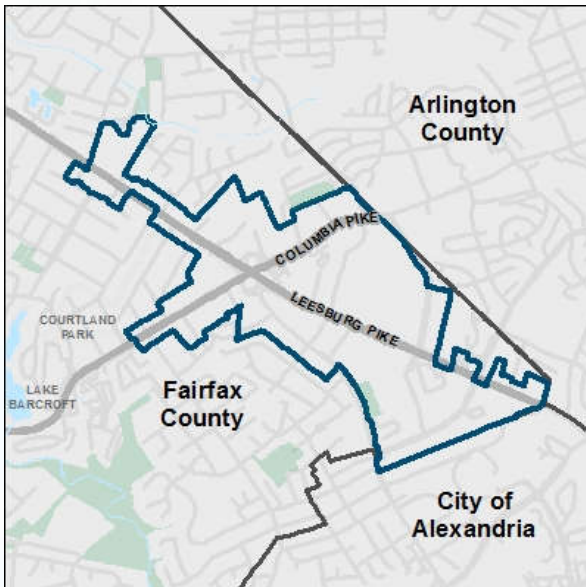 Arlington
County
COLUMBIA PIKE
LEESBURG PIKE
COURTLAND
PARK
LAKE
BARCROFT
Fairfax
County
City of
Alexandria